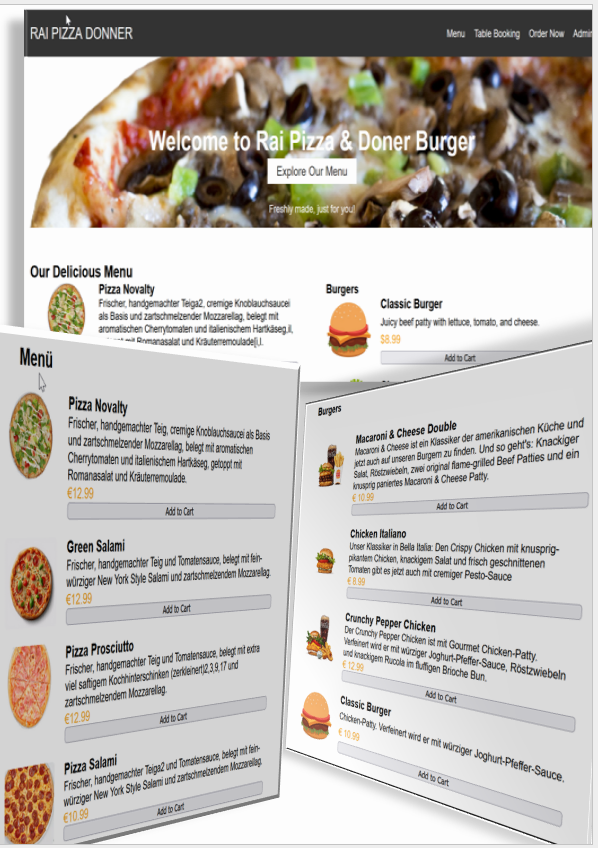 RAI PIZZA DONNER
Menu Table Booking Order Now Admin
Welcome to Rai Pizza & Doner Burger
Explore Our Menu
Freshly made, just for you!
Our Delicious Menu
Pizza Novalty
Frischer, handgemachter Teiga2, cremige Knoblauchsaucei
als Basis und zartschmelzender Mozzarellag, belegt mit
aromatischen Cherrytomaten und italienischem Hartkäseg,il,
mit Romanasalat und Kräuterremoulade[i,l.
Burgers
Classic Burger
Juicy beef patty with lettuce, tomato, and cheese.
$8.99
Add to Cart
Menü
Pizza Novalty
Frischer, handgemachter Teig, cremige Knoblauchsaucei als Basis
und zartschmelzender Mozzarellag, belegt mit aromatischen
Cherrytomaten und italienischem Hartkäseg, getoppt mit
Romanasalat und Kräuterremoulade.
€12.99
Add to Cart
Green Salami
Frischer, handgemachter Teig und Tomatensauce, belegt mit fein-
würziger New York Style Salami und zartschmelzendem Mozzarellag.
€12.99
Add to Cart
Pizza Prosciutto
Frischer, handgemachter Teig und Tomatensauce, belegt mit extra
viel saftigem Kochhinterschinken (zerkleinert)2,3,9,17 und
zartschmelzendem Mozzarellag.
€12.99
Add to Cart
Pizza Salami
Frischer, handgemachter Teiga2 und Tomatensauce, belegt mit fein-
würziger New York Style Salami und zartschmelzendem Mozzarellag.
€10.99
Add to Cart
Burgers
Macaroni & Cheese Double
Macaroni & Cheese ist ein Klassiker der amerikanischen Küche und
jetzt auch auf unseren Burgern zu finden. Und so geht's: Knackiger
Salat, Röstzwiebeln, zwei original flame-grilled Beef Patties und ein
knusprig paniertes Macaroni & Cheese Patty.
€ 10.99
Add to Cart
Chicken Italiano
Unser Klassiker in Bella Italia: Den Crispy Chicken mit knusprig-
pikantem Chicken, knackigem Salat und frisch geschnittenen
Tomaten gibt es jetzt auch mit cremiger Pesto-Sauce
€ 8.99
Add to Cart
Crunchy Pepper Chicken
Der Crunchy Pepper Chicken ist mit Gourmet Chicken-Patty.
Verfeinert wird er mit würziger Joghurt-Pfeffer-Sauce, Röstzwiebeln
und knackigem Rucola im fluffigen Brioche Bun.
€ 12.99
Add to Cart
Classic Burger
Chicken-Patty. Verfeinert wird er mit würziger Joghurt-Pfeffer-Sauce.
€ 10.99
Add to Cart